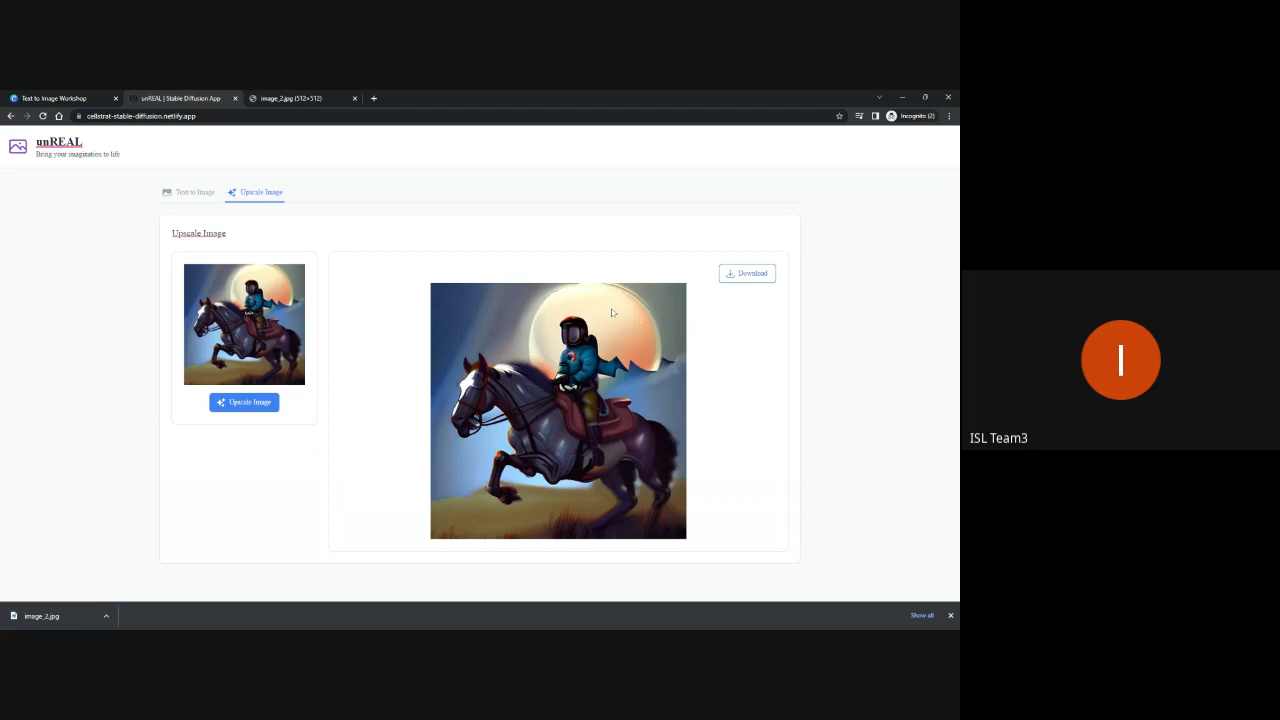 Text to Image Workshop
unREAL | Stable Diffusion App
image_2.jpg (512×512)
cellstrat-stable-diffusion.netlify.app
Incognito (2)
unREAL
Bring your imagination to life
Text to Image
Upscale Image
Upscale Image
Download
Upscale Image
I
ISL Team3
image_2.jpg
Show all